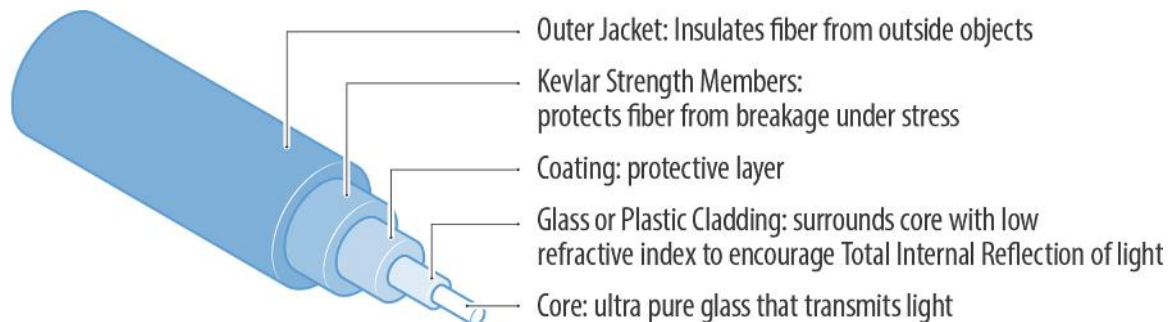 Outer Jacket: Insulates fiber from outside objects
Kevlar Strength Members:
protects fiber from breakage under stress
Coating: protective layer
Glass or Plastic Cladding: surrounds core with low
refractive index to encourage Total Internal Reflection of light
Core: ultra pure glass that transmits light